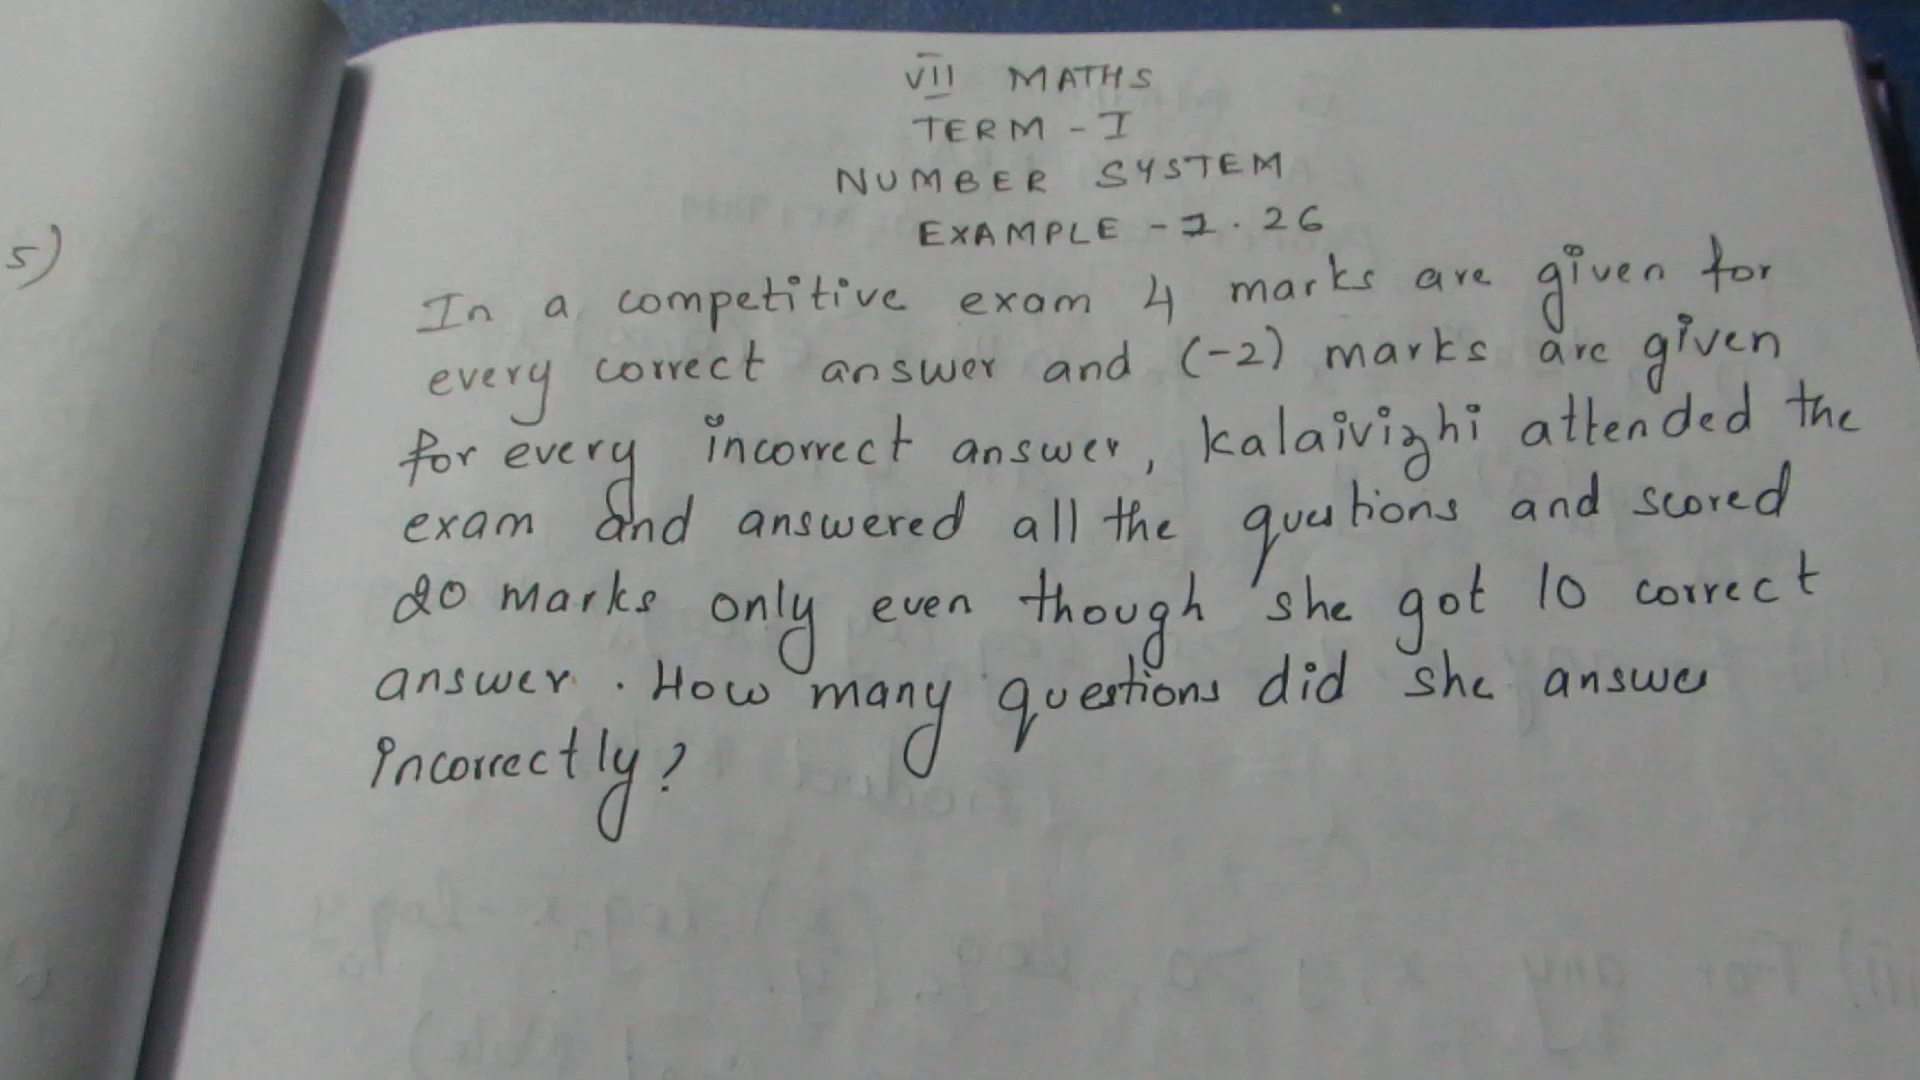 VII MATHS
TERM - I
NUMBER SYSTEM
EXAMPLE - 1.26
5)
In a competitive exam 4 marks are given for
every correct answer and (-2) marks are given
for every incorrect answer, kalaivizhi attended the
exam and answered all the questions and scored
20 marks only even though she got 10 correct
answer. How many questions did she answer
incorrectly?